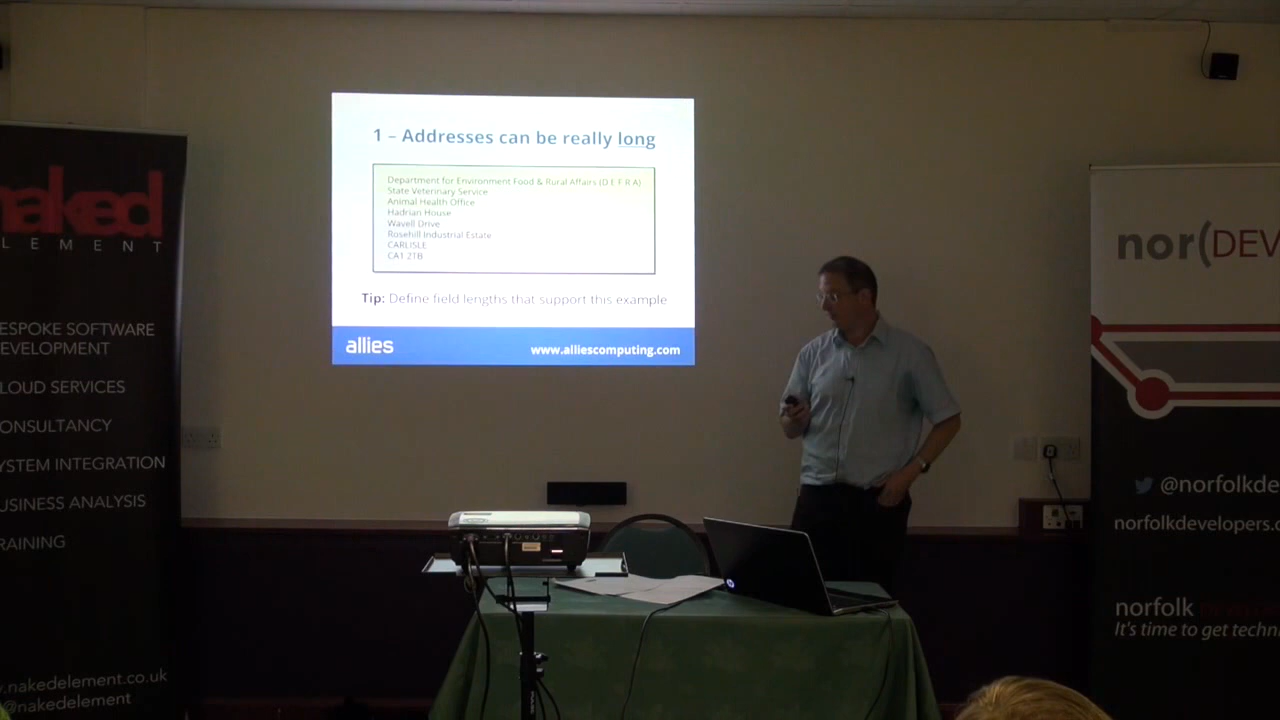 naked
LEMENT
ESPOKE SOFTWARE
EVELOPMENT
LOUD SERVICES
ONSULTANCY
YSTEM INTEGRATION
USINESS ANALYSIS
RAINING
.nakedelement.co.uk
@nakedelement
1 – Addresses can be really long
Department for Environment Food & Rural Affairs (D E F R A)
State Veterinary Service
Animal Health Office
Hadrian House
Wavell Drive
Rosehill Industrial Estate
CARLISLE
CA1 2TB
Tip: Define field lengths that support this example
allies
www.alliescomputing.com
nor(DEV
@norfolkde
norfolkdevelopers.c
norfolk
It's time to get techn